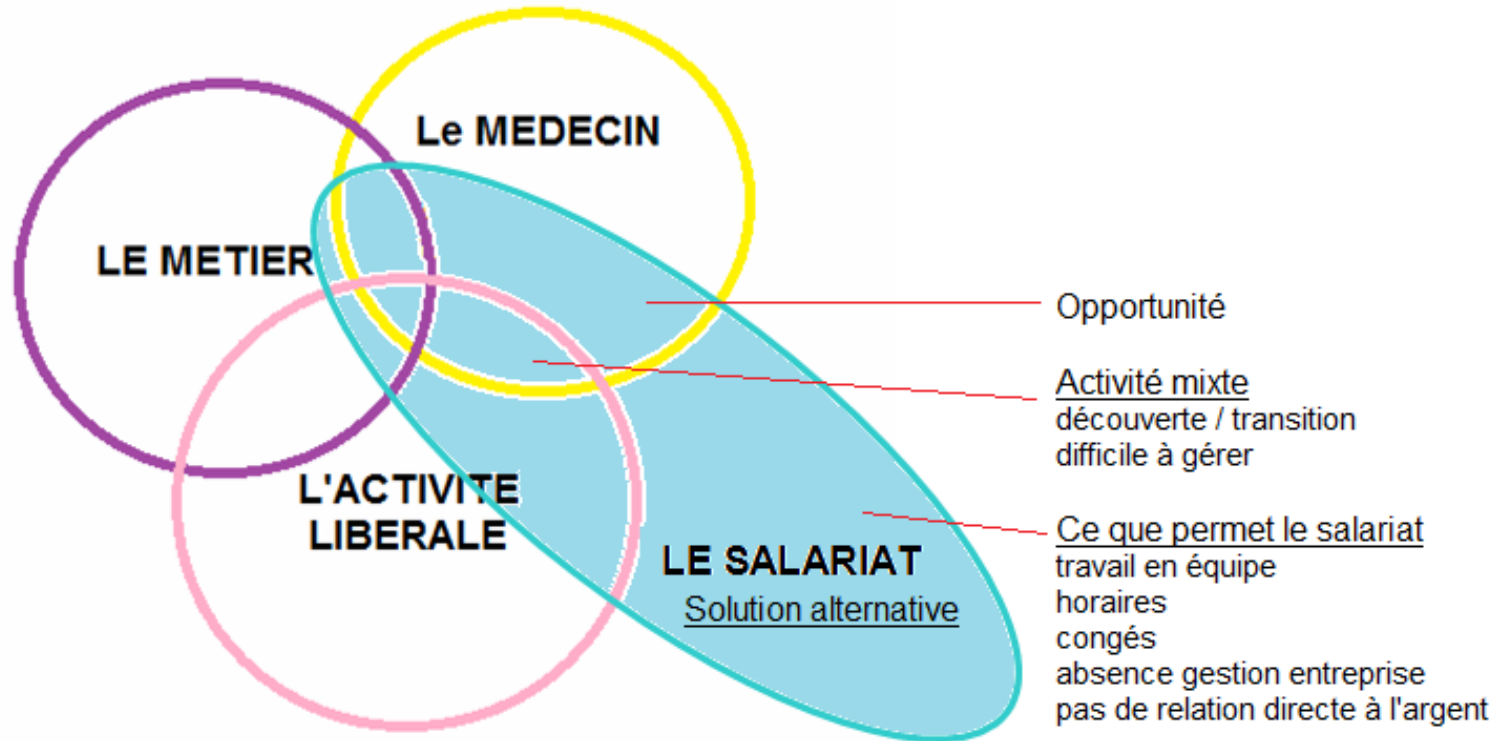 Le MEDECIN
LE METIER
L'ACTIVITE
LIBERALE
LE SALARIAT
Solution alternative
Opportunité
Activité mixte
découverte / transition
difficile à gérer
Ce que permet le salariat
travail en équipe
horaires
congés
absence gestion entreprise
pas de relation directe à l'argent